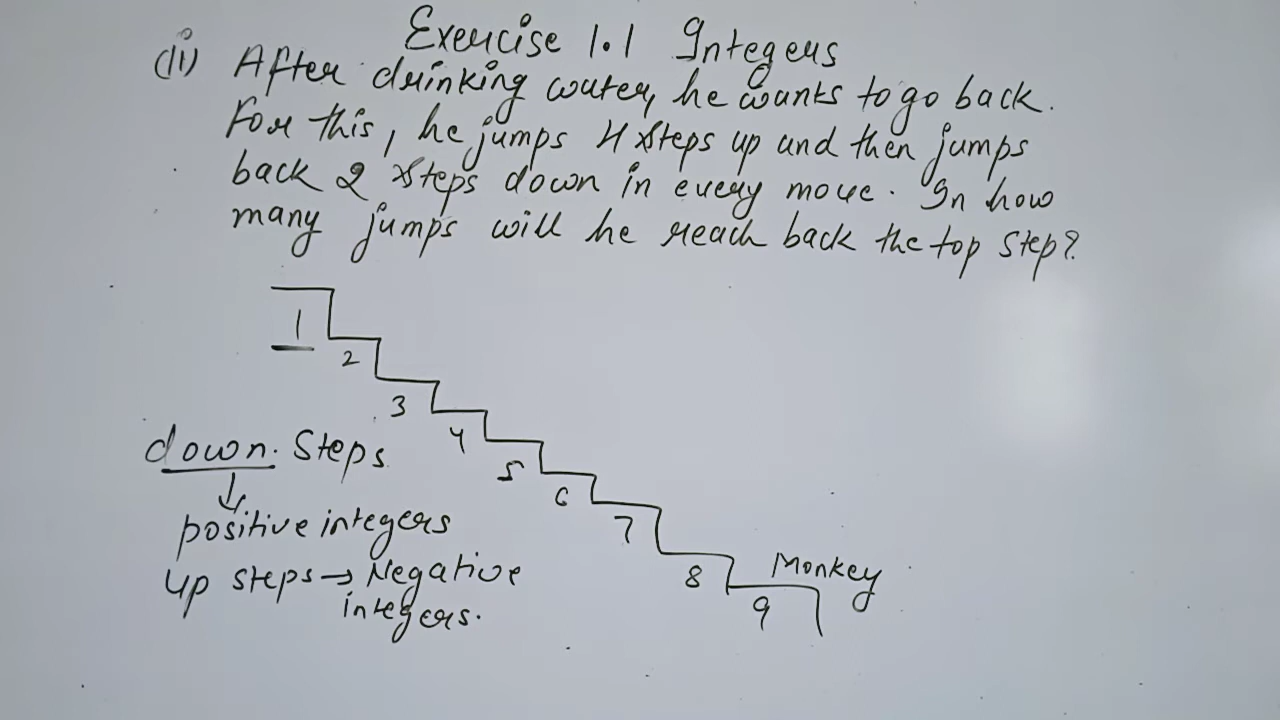 Exercise 1.1 Integers
(ii) After drinking water, he wants to go back.
For this, he jumps 4 steps up and then jumps
back 2 steps down in every move. In how
many jumps will he reach back the top step?
1
2
3
4
5
6
7
8
Monkey
9
down. Steps
positive integers
up steps → Negative
integers.